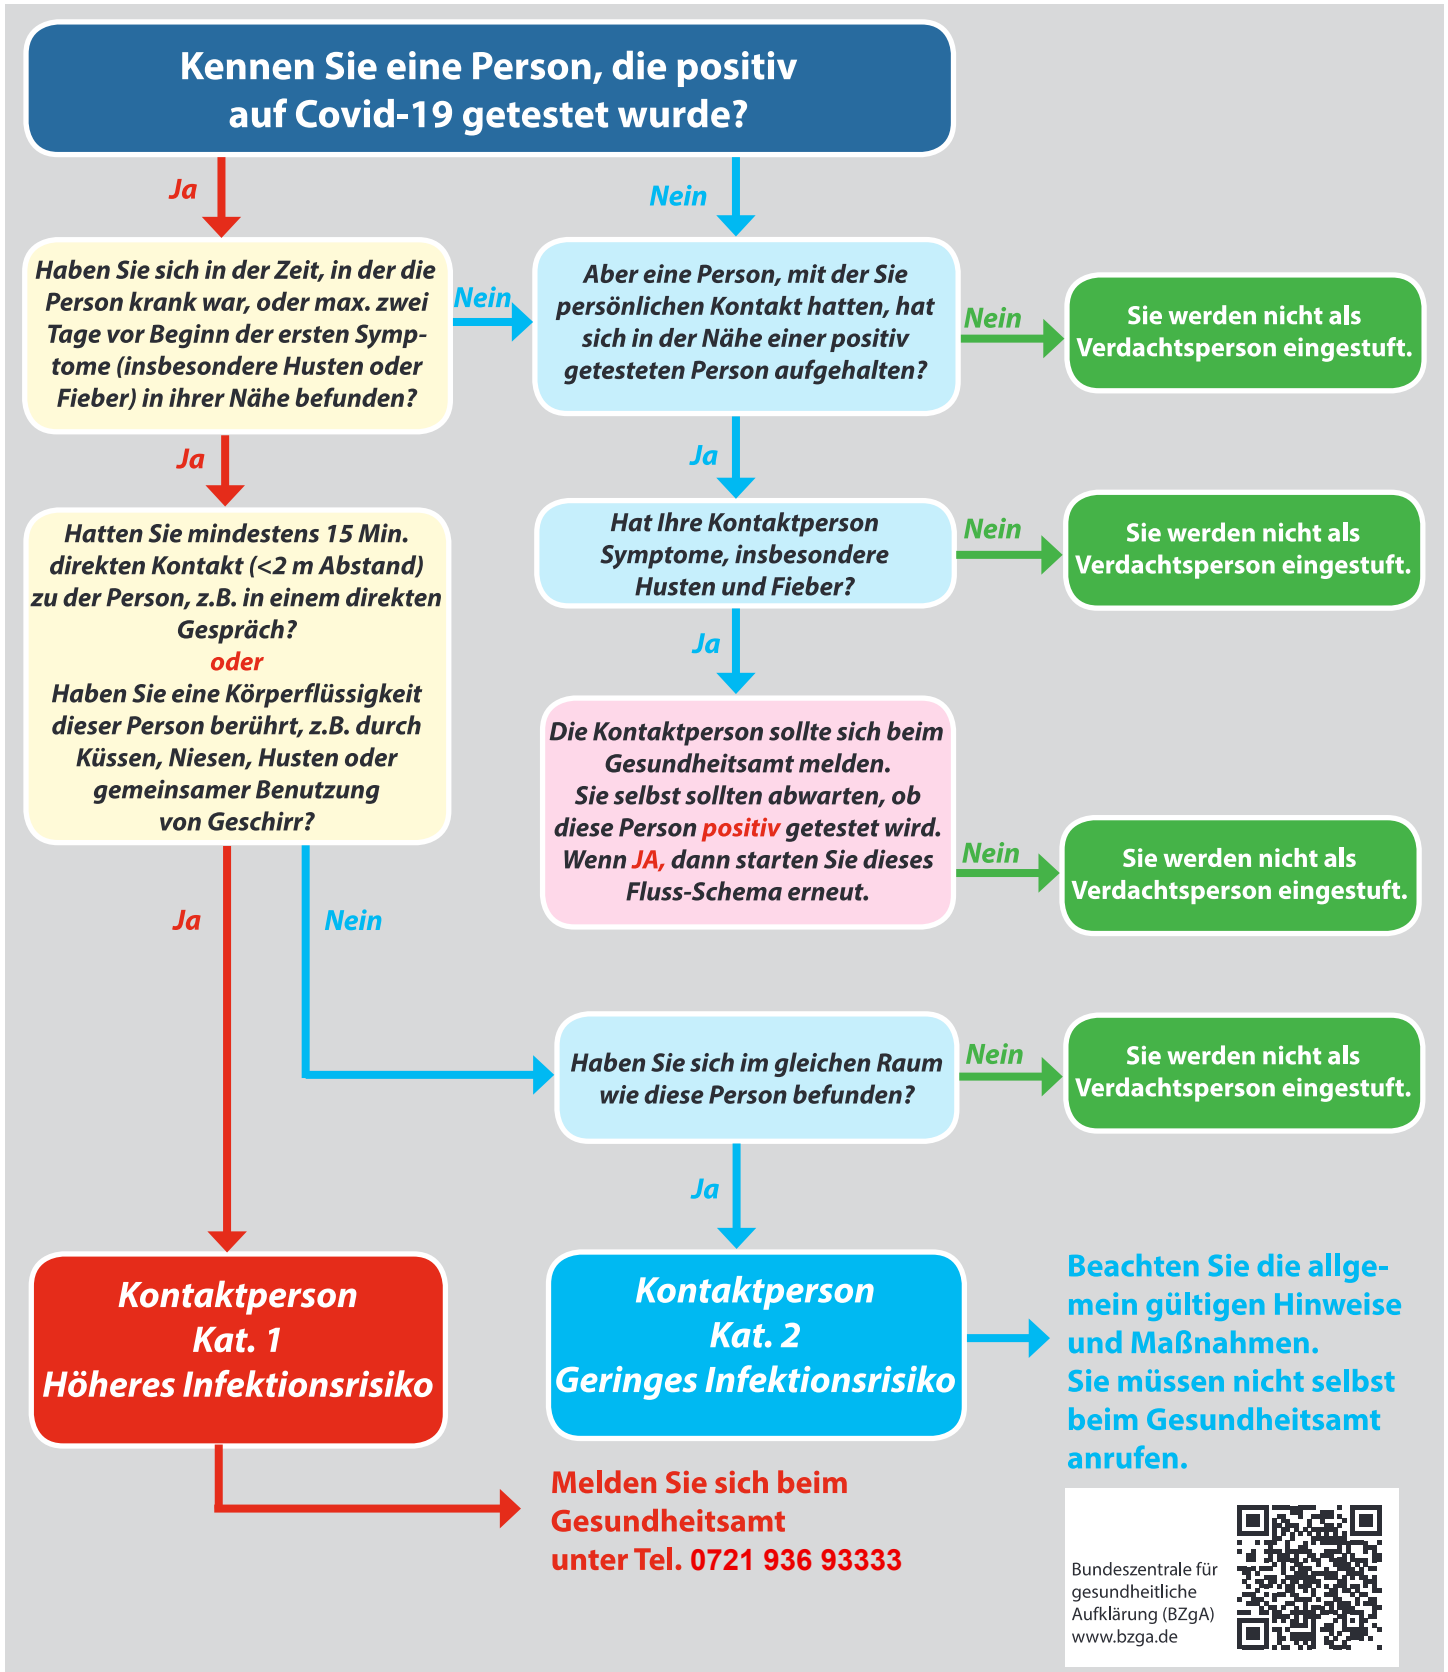 Kennen Sie eine Person, die positiv
auf Covid-19 getestet wurde?
Ja
Nein
Haben Sie sich in der Zeit, in der die
Person krank war, oder max. zwei
Tage vor Beginn der ersten Symp-
tome (insbesondere Husten oder
Fieber) in ihrer Nähe befunden?
Nein
Aber eine Person, mit der Sie
persönlichen Kontakt hatten, hat
sich in der Nähe einer positiv
getesteten Person aufgehalten?
Nein
Sie werden nicht als
Verdachtsperson eingestuft.
Ja
Ja
Hatten Sie mindestens 15 Min.
direkten Kontakt (<2 m Abstand)
zu der Person, z.B. in einem direkten
Gespräch?
oder
Haben Sie eine Körperflüssigkeit
dieser Person berührt, z.B. durch
Küssen, Niesen, Husten oder
gemeinsamer Benutzung
von Geschirr?
Hat Ihre Kontaktperson
Symptome, insbesondere
Husten und Fieber?
Nein
Sie werden nicht als
Verdachtsperson eingestuft.
Ja
Die Kontaktperson sollte sich beim
Gesundheitsamt melden.
Sie selbst sollten abwarten, ob
diese Person positiv getestet wird.
Wenn JA, dann starten Sie dieses
Fluss-Schema erneut.
Nein
Sie werden nicht als
Verdachtsperson eingestuft.
Ja
Nein
Haben Sie sich im gleichen Raum
wie diese Person befunden?
Nein
Sie werden nicht als
Verdachtsperson eingestuft.
Ja
Kontaktperson
Kat. 1
Höheres Infektionsrisiko
Kontaktperson
Kat. 2
Geringes Infektionsrisiko
Beachten Sie die allge-
mein gültigen Hinweise
und Maßnahmen.
Sie müssen nicht selbst
beim Gesundheitsamt
anrufen.
Melden Sie sich beim
Gesundheitsamt
unter Tel. 0721 936 93333
Bundeszentrale für
gesundheitliche
Aufklärung (BZgA)
www.bzga.de